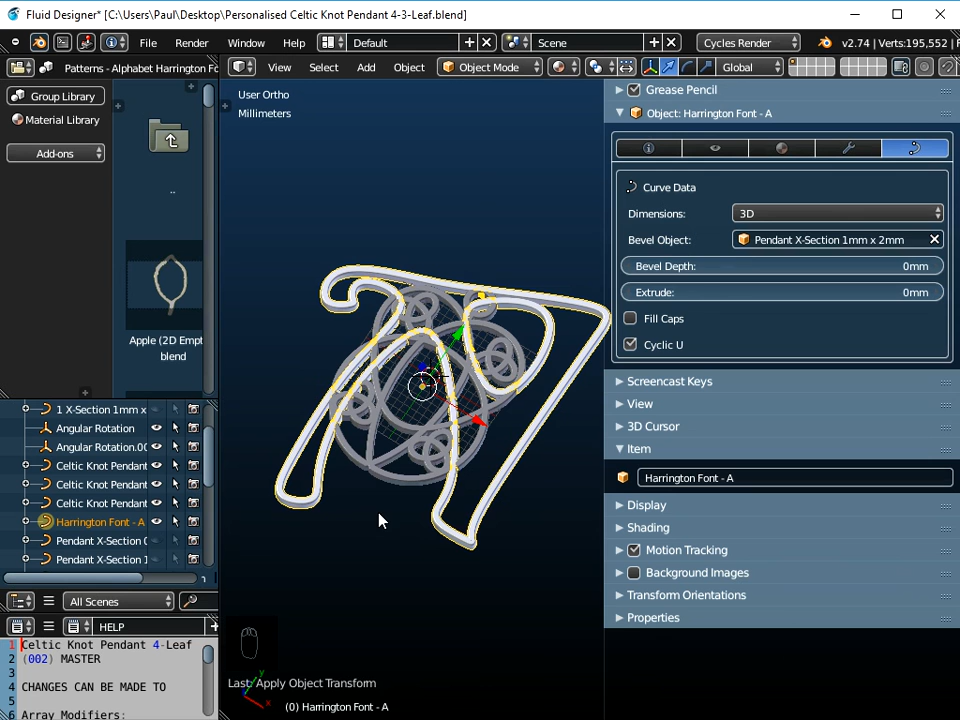 Fluid Designer* [C:\Users\Paul\Desktop\Personalised Celtic Knot Pendant 4-3-Leaf.blend]
File Render Window Help Default Scene Cycles Render v2.74 | Verts:195,552 |
Patterns - Alphabet Harrington Fo View Select Add Object Object Mode Global
Group Library
Material Library
Add-ons
..
Apple (2D Empt
blend
User Ortho
Millimeters
Grease Pencil
Object: Harrington Font - A
Curve Data
Dimensions: 3D
Bevel Object: Pendant X-Section 1mm x 2mm
Bevel Depth: 0mm
Extrude: 0mm
Fill Caps
Cyclic U
Screencast Keys
View
3D Cursor
Item
Harrington Font - A
Display
Shading
Motion Tracking
Background Images
Transform Orientations
Properties
1 X-Section 1mm x
Angular Rotation
Angular Rotation.00
Celtic Knot Pendant
Celtic Knot Pendant
Celtic Knot Pendant
Harrington Font - A
Pendant X-Section 0
Pendant X-Section 1
All Scenes
HELP
1 Celtic Knot Pendant 4-Leaf
2 (002) MASTER
3
4 CHANGES CAN BE MADE TO
5
6 Array Modifiers:
y
x
Last: Apply Object Transform
(0) Harrington Font - A